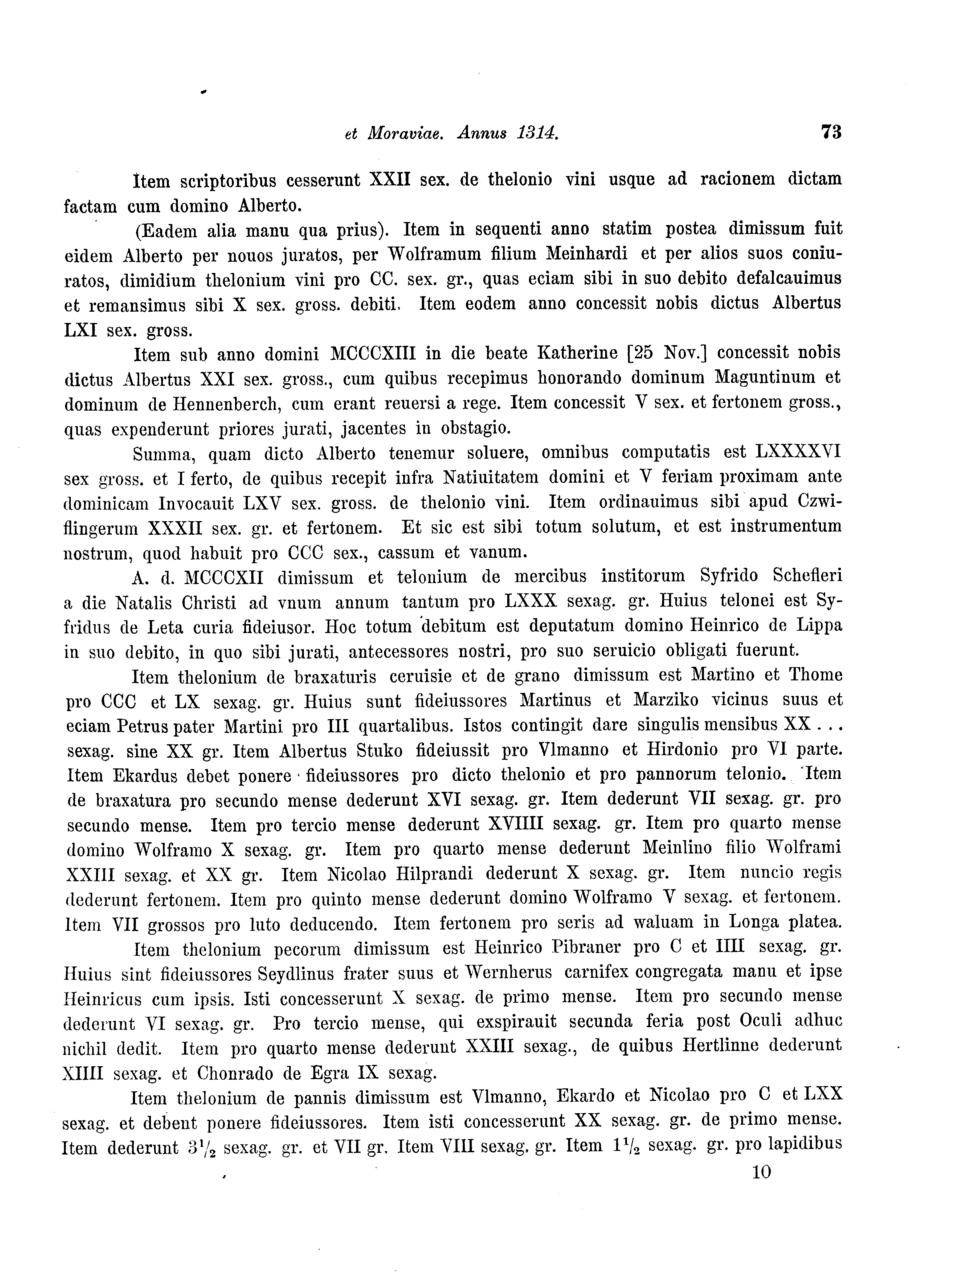 et Moraviae. Annus 1314. 73
Item scriptoribus cesserunt XXII sex. de thelonio vini usque ad racionem dictam
factam cum domino Alberto.
(Eadem alia manu qua prius). Item in sequenti anno statim postea dimissum fuit
eidem Alberto per nouos juratos, per Wolframum filium Meinhardi et per alios suos coniu-
ratos, dimidium thelonium vini pro CC. sex. gr., quas eciam sibi in suo debito defalcauimus
et remansimus sibi X sex. gross. debiti. Item eodem anno concessit nobis dictus Albertus
LXI sex. gross.
Item sub anno domini MCCCXIII in die beate Katherine [25 Nov.] concessit nobis
dictus Albertus XXI sex. gross., cum quibus recepimus honorando dominum Maguntinum et
dominum de Hennenberch, cum erant reuersi a rege. Item concessit V sex. et fertonem gross.,
quas expenderunt priores jurati, jacentes in obstagio.
Summa, quam dicto Alberto tenemur soluere, omnibus computatis est LXXXXVI
sex gross. et I ferto, de quibus recepit infra Natiuitatem domini et V feriam proximam ante
dominicam Invocauit LXV sex. gross. de thelonio vini. Item ordinauimus sibi apud Czwi-
flingerum XXXII sex. gr. et fertonem. Et sic est sibi totum solutum, et est instrumentum
nostrum, quod habuit pro CCC sex., cassum et vanum.
A. d. MCCCXII dimissum et telonium de mercibus institorum Syfrido Schefleri
a die Natalis Christi ad vnum annum tantum pro LXXX sexag. gr. Huius telonei est Sy-
fridus de Leta curia fideiusor. Hoc totum debitum est deputatum domino Heinrico de Lippa
in suo debito, in quo sibi jurati, antecessores nostri, pro suo seruicio obligati fuerunt.
Item thelonium de braxaturis ceruisie et de grano dimissum est Martino et Thome
pro CCC et LX sexag. gr. Huius sunt fideiussores Martinus et Marziko vicinus suus et
eciam Petrus pater Martini pro III quartalibus. Istos contingit dare singulis mensibus XX ...
sexag. sine XX gr. Item Albertus Stuko fideiussit pro Vlmanno et Hirdonio pro VI parte.
Item Ekardus debet ponere fideiussores pro dicto thelonio et pro pannorum telonio. Item
de braxatura pro secundo mense dederunt XVI sexag. gr. Item dederunt VII sexag. gr. pro
secundo mense. Item pro tercio mense dederunt XVIIII sexag. gr. Item pro quarto mense
domino Wolframo X sexag. gr. Item pro quarto mense dederunt Meinlino filio Wolframi
XXIII sexag. et XX gr. Item Nicolao Hilprandi dederunt X sexag. gr. Item nuncio regis
dederunt fertonem. Item pro quinto mense dederunt domino Wolframo V sexag. et fertonem.
Item VII grossos pro luto deducendo. Item fertonem pro seris ad waluam in Longa platea.
Item thelonium pecorum dimissum est Heinrico Pibraner pro C et IIII sexag. gr.
Huius sint fideiussores Seydlinus frater suus et Wernherus carnifex congregata manu et ipse
Heinricus cum ipsis. Isti concesserunt X sexag. de primo mense. Item pro secundo mense
dederunt VI sexag. gr. Pro tercio mense, qui exspirauit secunda feria post Oculi adhuc
nichil dedit. Item pro quarto mense dederunt XXIII sexag., de quibus Hertlinne dederunt
XIIII sexag. et Chonrado de Egra IX sexag.
Item thelonium de pannis dimissum est Vlmanno, Ekardo et Nicolao pro C et LXX
sexag. et debent ponere fideiussores. Item isti concesserunt XX sexag. gr. de primo mense.
Item dederunt 3½ sexag. gr. et VII gr. Item VIII sexag. gr. Item 1½ sexag. gr. pro lapidibus
10